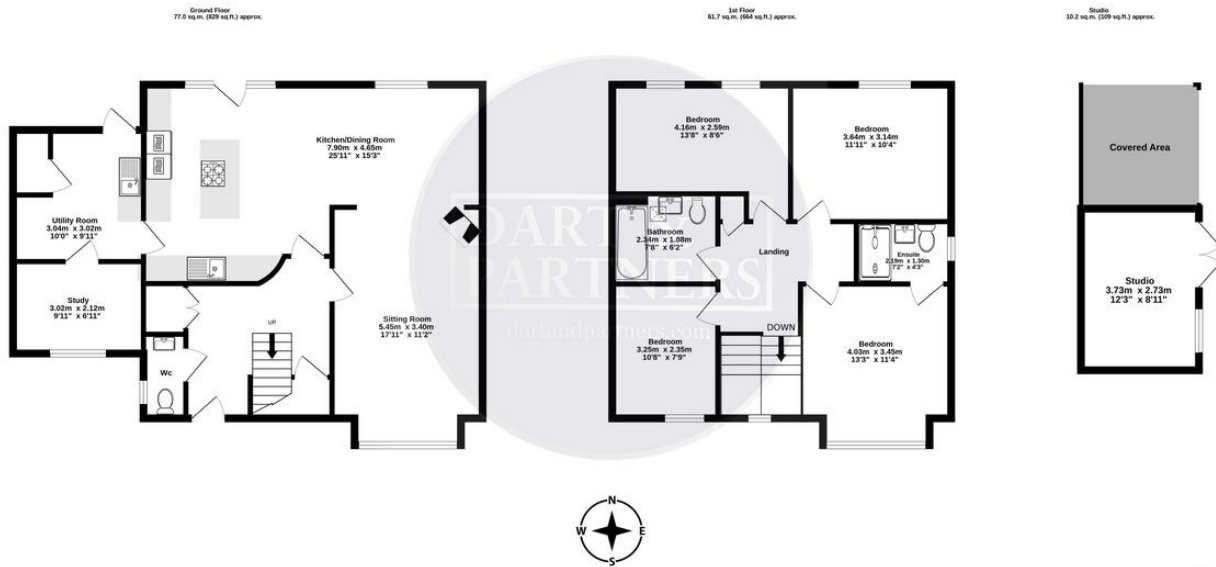 Ground Floor
77.0 sq.m. (829 sq.ft.) approx.
1st Floor
61.7 sq.m. (664 sq.ft.) approx.
Studio
10.2 sq.m. (109 sq.ft.) approx.
Kitchen/Dining Room
7.90m x 4.65m
25'11" x 15'3"
Utility Room
3.04m x 3.02m
10'0" x 9'11"
Study
3.02m x 2.12m
9'11" x 6'11"
Wc
UP
Sitting Room
5.45m x 3.40m
17'11" x 11'2"
Bedroom
4.16m x 2.59m
13'8" x 8'6"
Bedroom
3.64m x 3.14m
11'11" x 10'4"
Bathroom
2.34m x 1.88m
7'8" x 6'2"
Landing
Ensuite
2.19m x 1.30m
7'2" x 4'3"
Bedroom
3.25m x 2.35m
10'8" x 7'9"
DOWN
Bedroom
4.03m x 3.45m
13'3" x 11'4"
Covered Area
Studio
3.73m x 2.73m
12'3" x 8'11"
DART &
PARTNERS
dartandpartners.com
N
W E
S